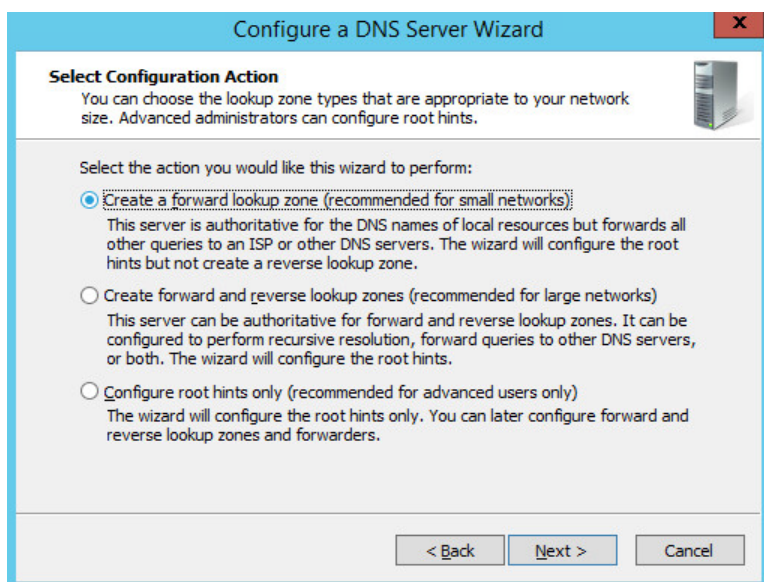 Configure a DNS Server Wizard
x
Select Configuration Action
You can choose the lookup zone types that are appropriate to your network
size. Advanced administrators can configure root hints.
Select the action you would like this wizard to perform:
Create a forward lookup zone (recommended for small networks)
This server is authoritative for the DNS names of local resources but forwards all
other queries to an ISP or other DNS servers. The wizard will configure the root
hints but not create a reverse lookup zone.
Create forward and reverse lookup zones (recommended for large networks)
This server can be authoritative for forward and reverse lookup zones. It can be
configured to perform recursive resolution, forward queries to other DNS servers,
or both. The wizard will configure the root hints.
Configure root hints only (recommended for advanced users only)
The wizard will configure the root hints only. You can later configure forward and
reverse lookup zones and forwarders.
< Back Next > Cancel